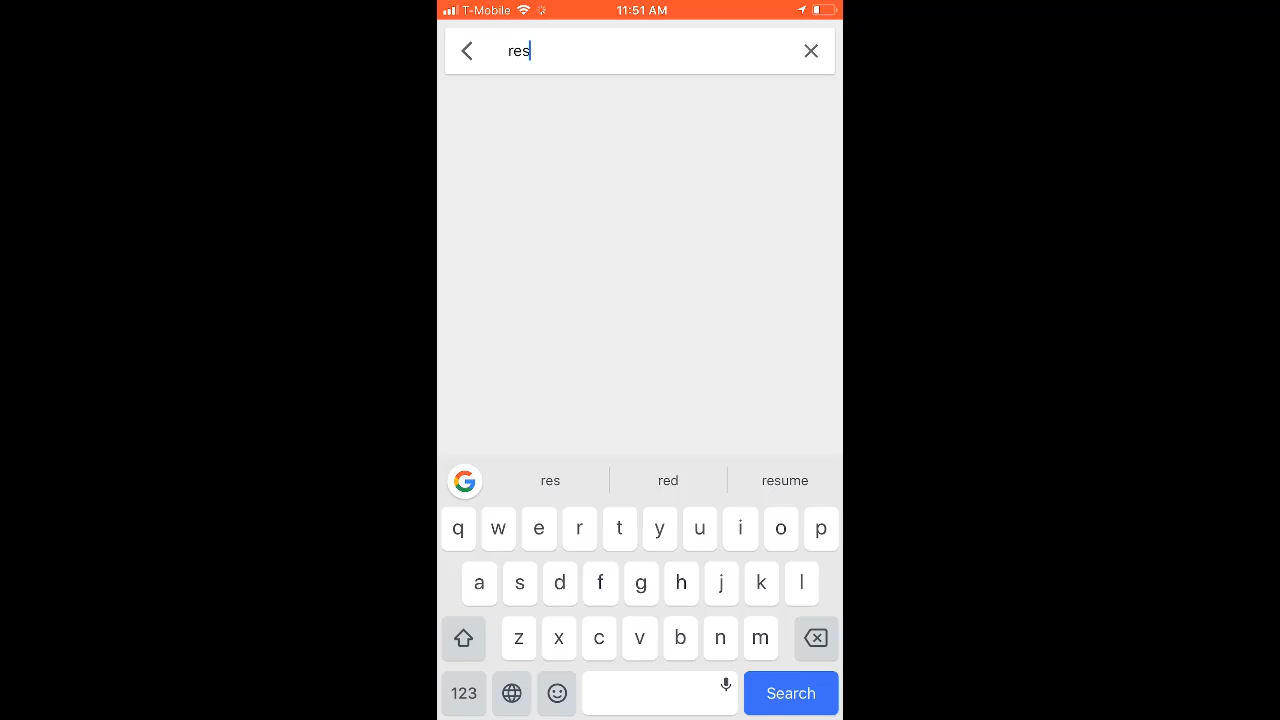 T-Mobile 11:51 AM
res
res red resume
q w e r t y u i o p
a s d f g h j k l
z x c v b n m
123 Search